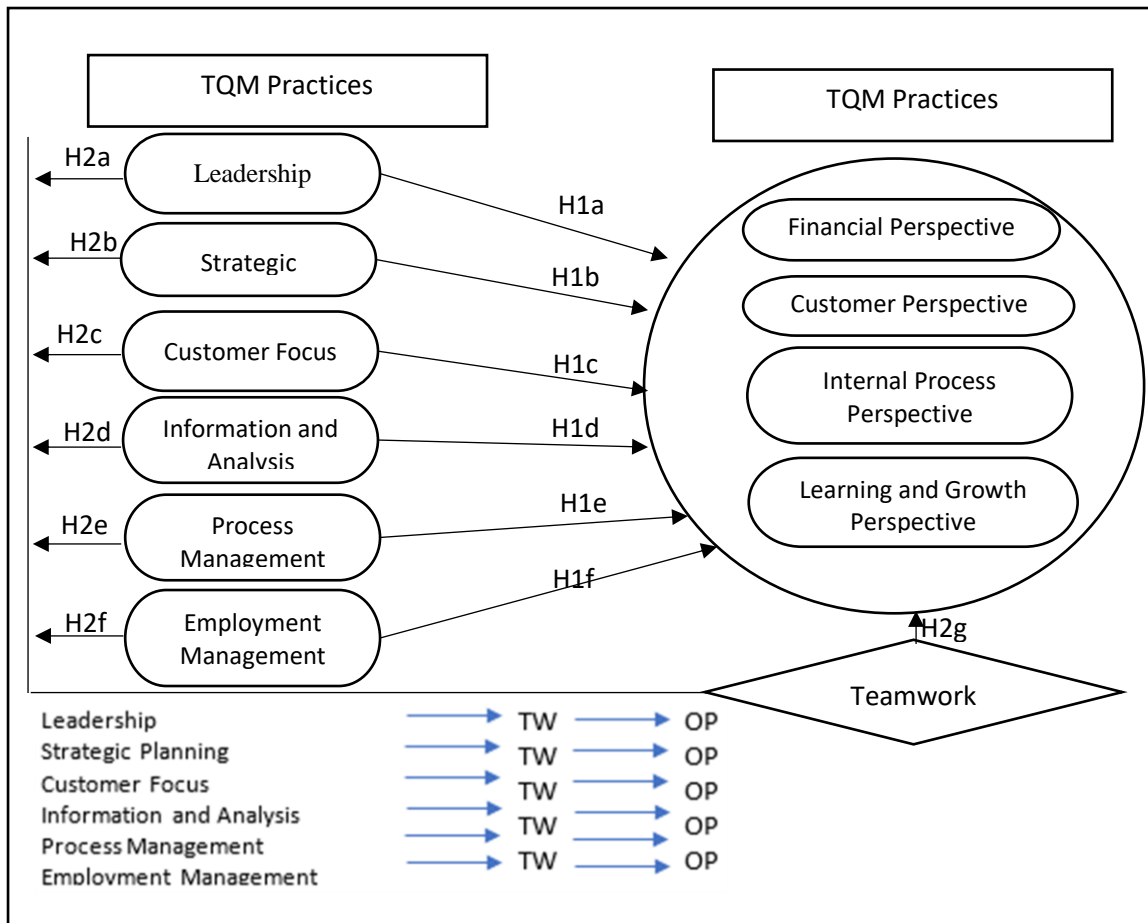 TQM Practices
TQM Practices
H2a
Leadership
H1a
Financial Perspective
H2b
Strategic
H1b
Customer Perspective
H2c
Customer Focus
H1c
Internal Process
Perspective
H2d
Information and
Analysis
H1d
Learning and Growth
Perspective
H2e
Process
Management
H1e
H2f
Employment
Management
H1f
H2g
Teamwork
Leadership TW OP
Strategic Planning TW OP
Customer Focus TW OP
Information and Analysis TW OP
Process Management TW OP
Employment Management